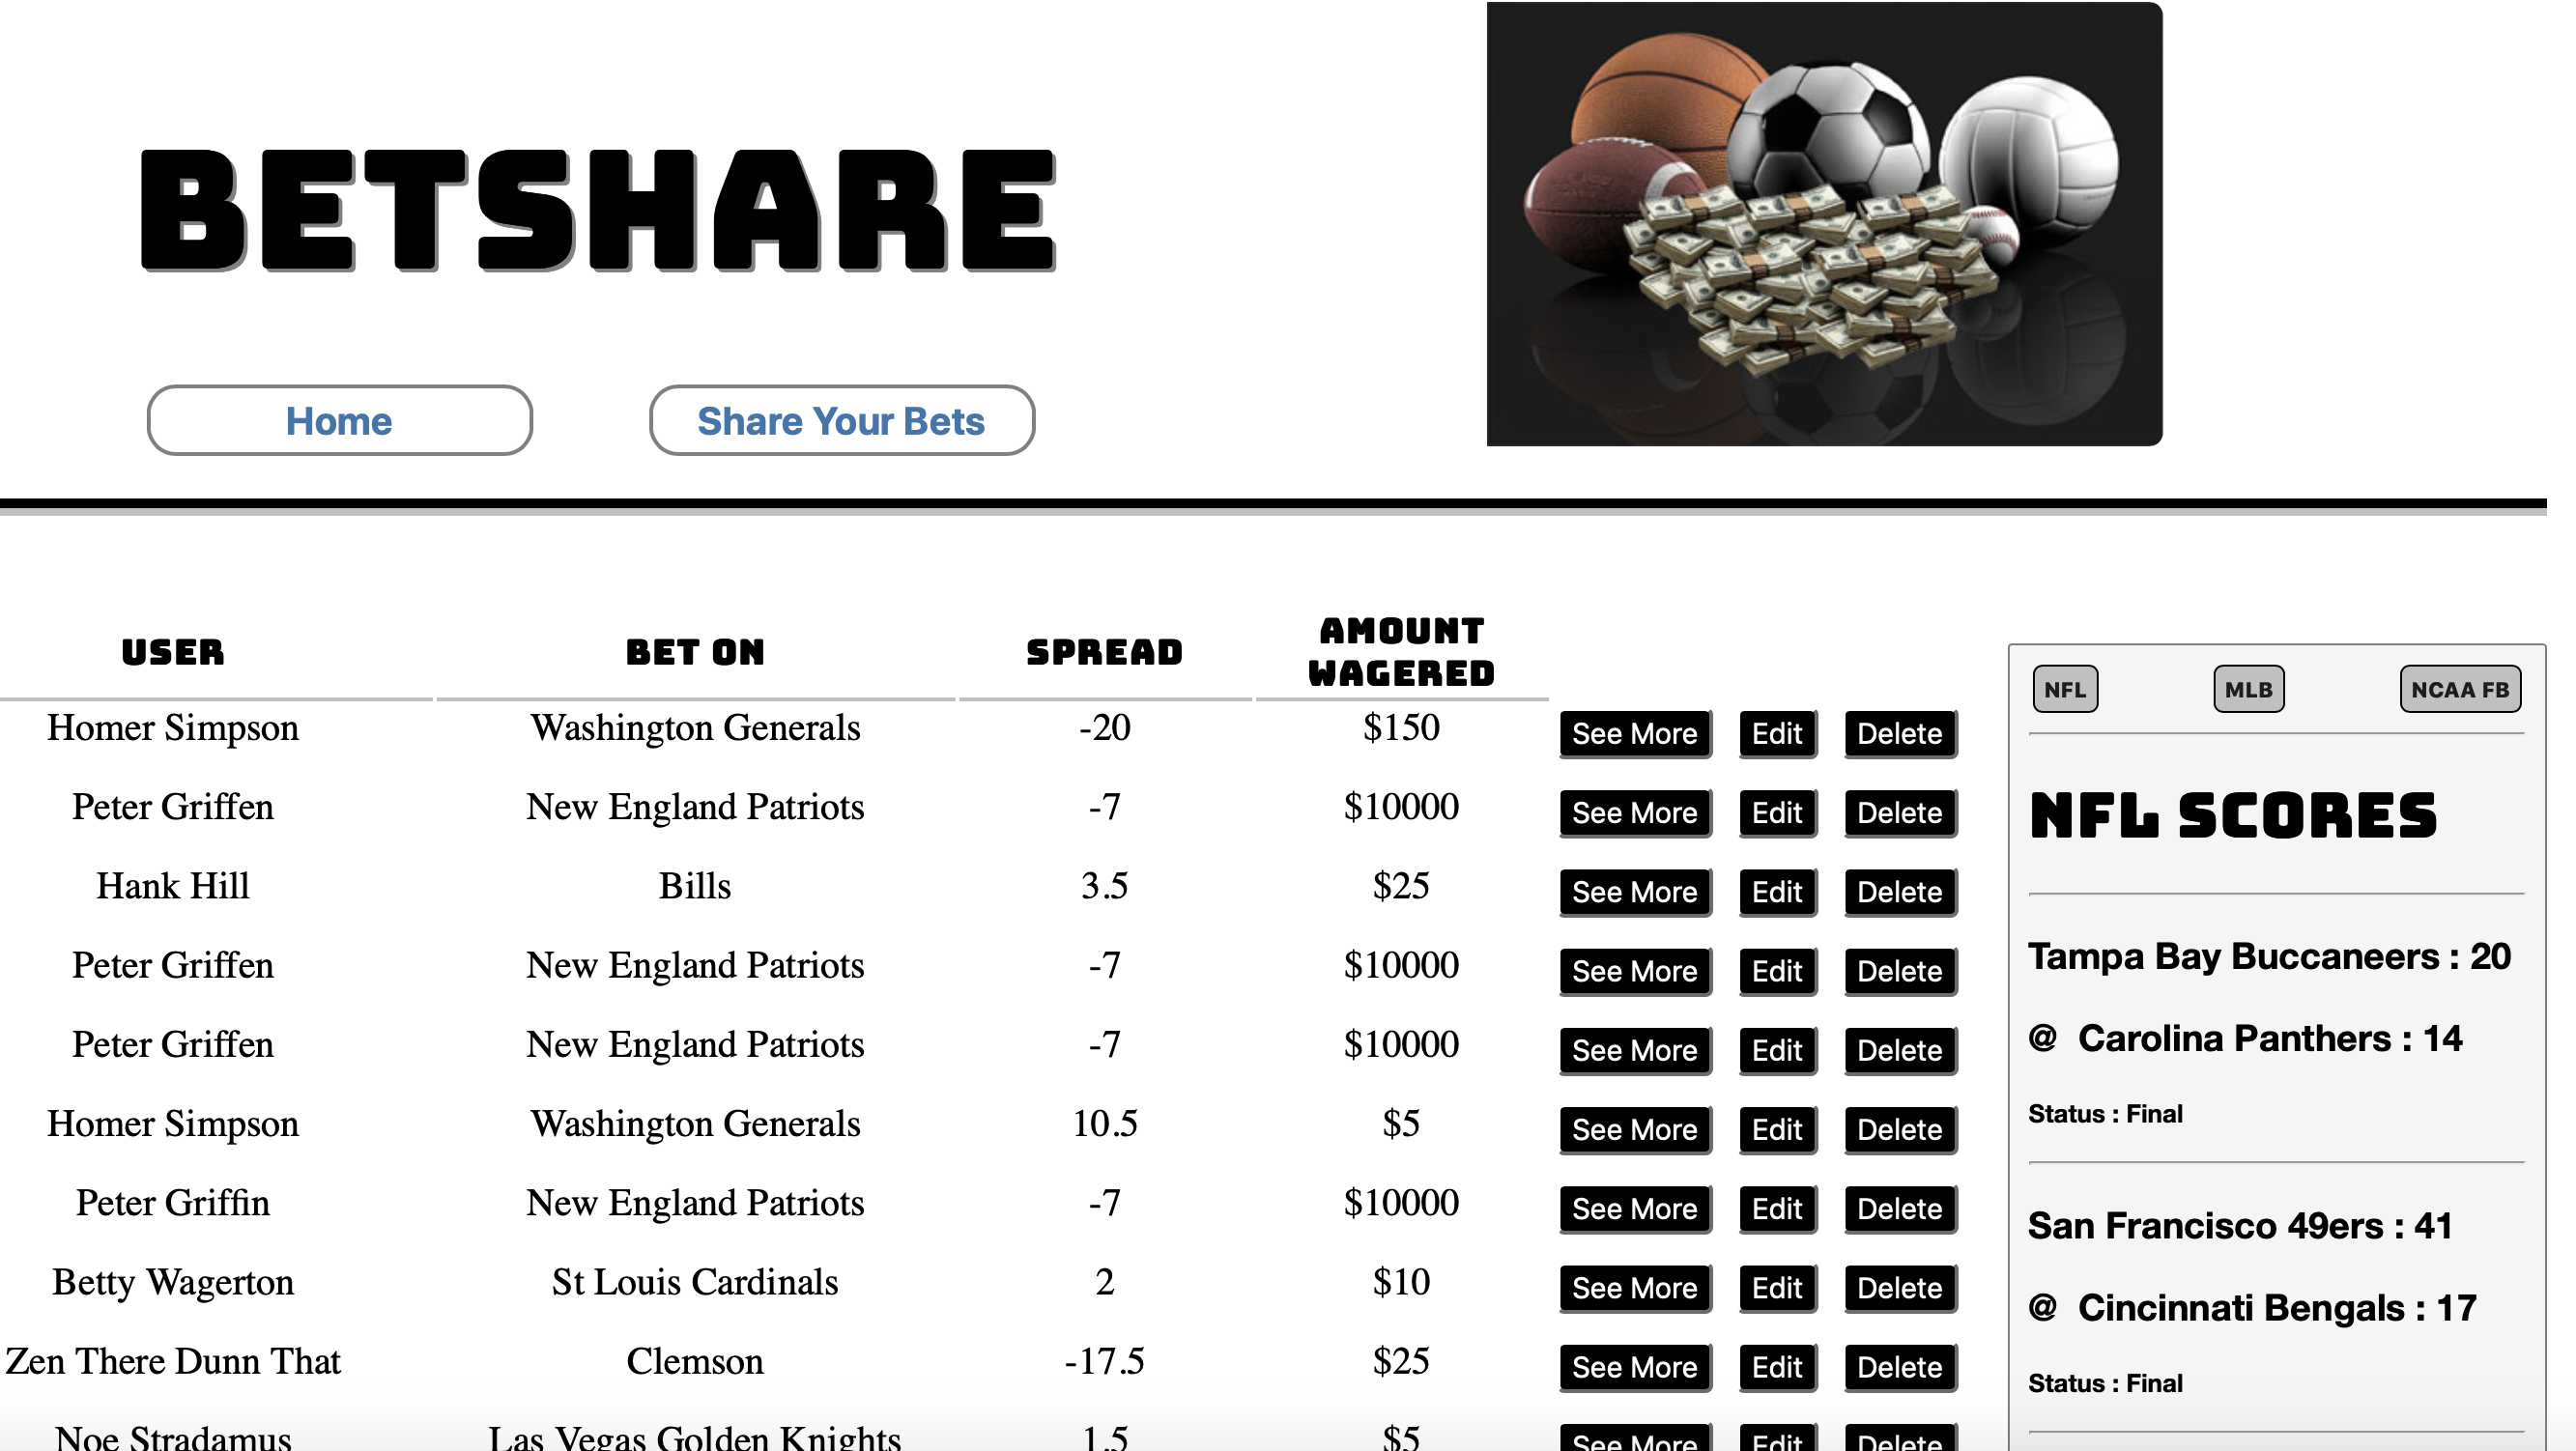 BETSHARE
Home
Share Your Bets
USER BET ON SPREAD AMOUNT WAGERED
Homer Simpson Washington Generals -20 $150 See More Edit Delete
Peter Griffen New England Patriots -7 $10000 See More Edit Delete
Hank Hill Bills 3.5 $25 See More Edit Delete
Peter Griffen New England Patriots -7 $10000 See More Edit Delete
Peter Griffen New England Patriots -7 $10000 See More Edit Delete
Homer Simpson Washington Generals 10.5 $5 See More Edit Delete
Peter Griffin New England Patriots -7 $10000 See More Edit Delete
Betty Wagerton St Louis Cardinals 2 $10 See More Edit Delete
Zen There Dunn That Clemson -17.5 $25 See More Edit Delete
Noe Stradamus Las Vegas Golden Knights 1.5 $5 See More Edit Delete
NFL MLB NCAA FB
NFL SCORES
Tampa Bay Buccaneers : 20
@ Carolina Panthers : 14
Status : Final
San Francisco 49ers : 41
@ Cincinnati Bengals : 17
Status : Final